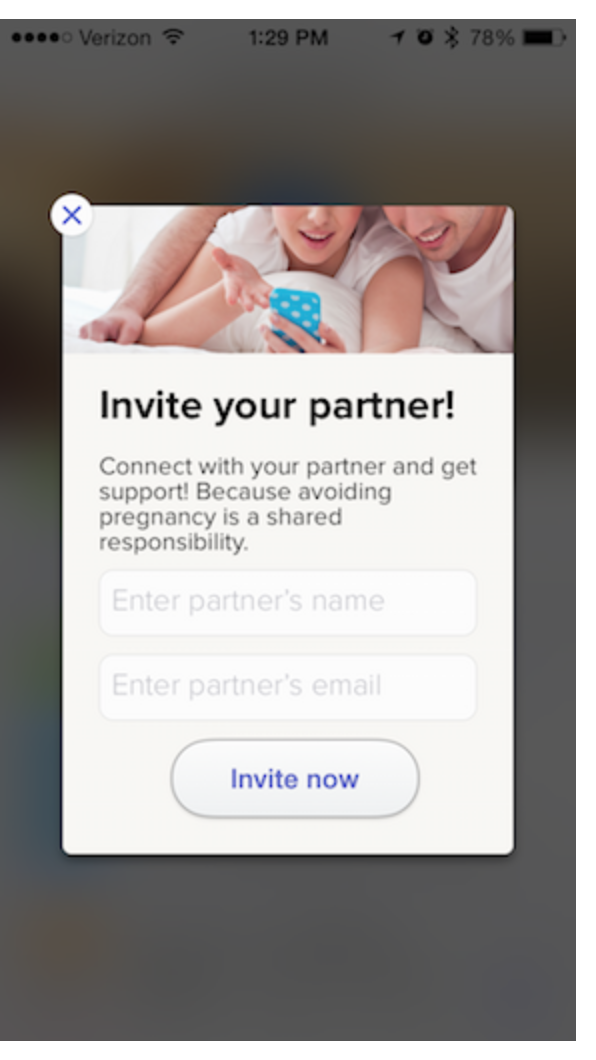 Verizon 1:29 PM 78%
Invite your partner!
Connect with your partner and get
support! Because avoiding
pregnancy is a shared
responsibility.
Enter partner's name
Enter partner's email
Invite now